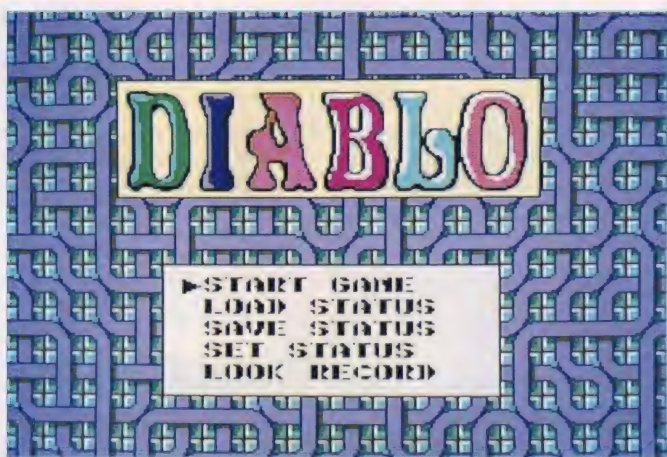 DIABLO
►START GAME
LOAD STATUS
SAVE STATUS
SET STATUS
LOOK RECORD